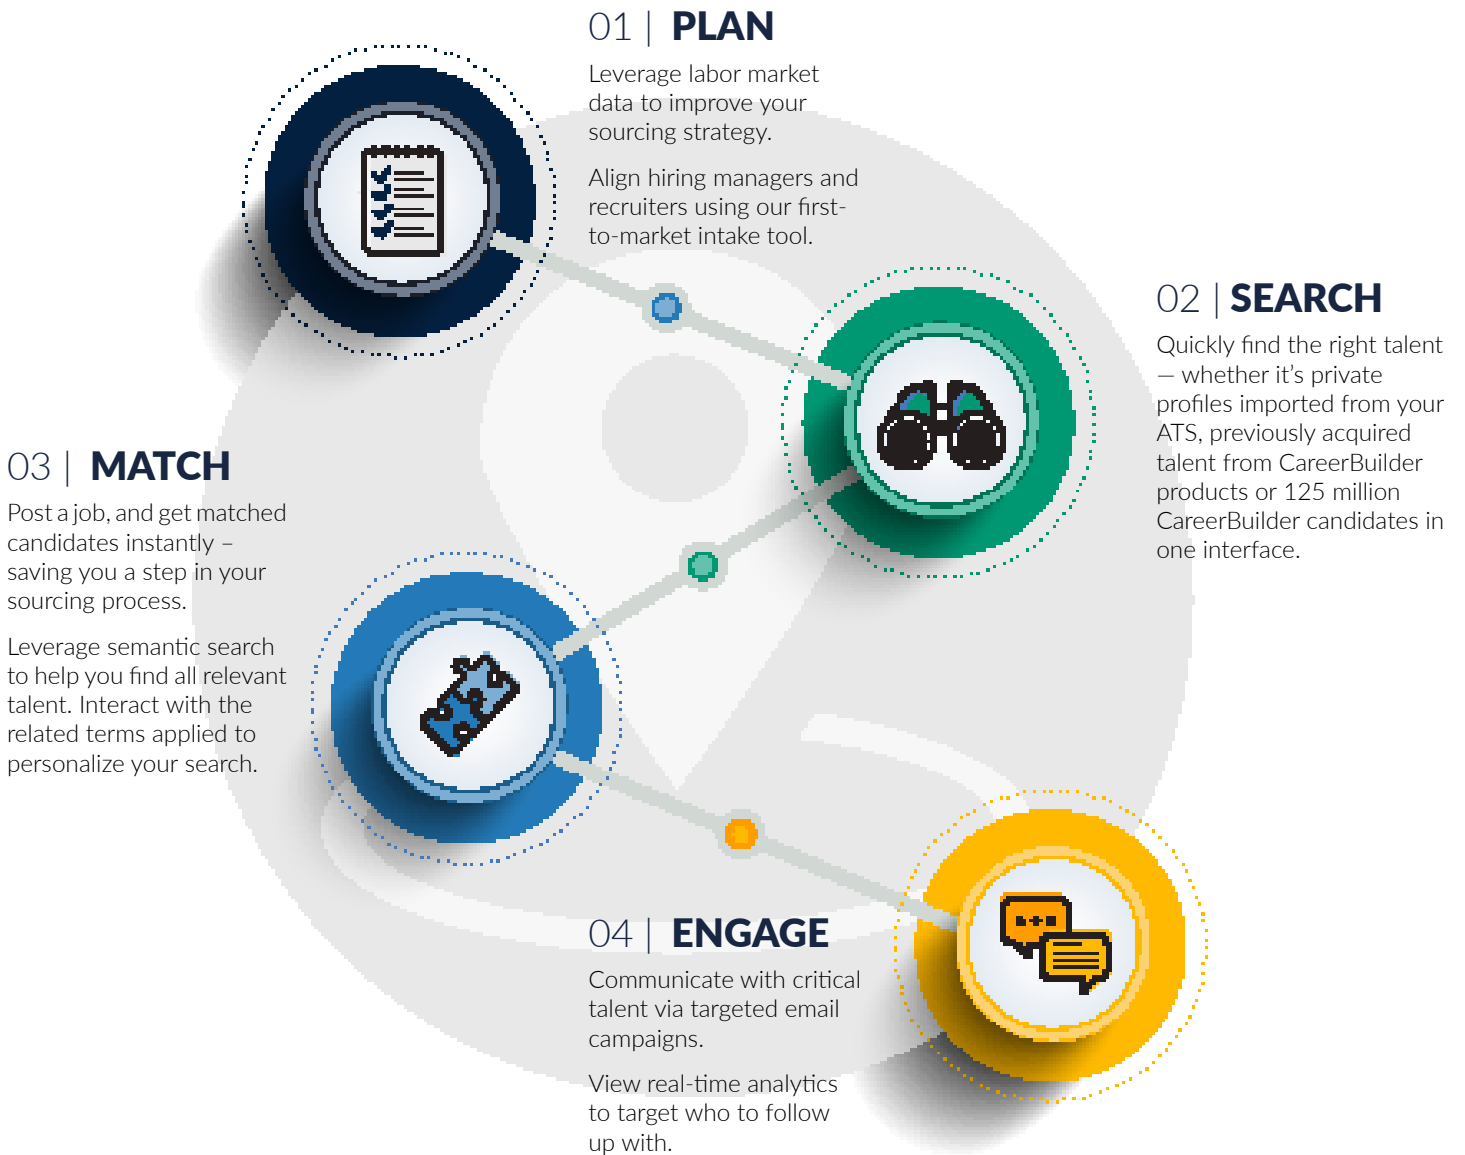 01 | PLAN
Leverage labor market
data to improve your
sourcing strategy.
Align hiring managers and
recruiters using our first-
to-market intake tool.
02 | SEARCH
Quickly find the right talent
— whether it’s private
profiles imported from your
ATS, previously acquired
talent from CareerBuilder
products or 125 million
CareerBuilder candidates in
one interface.
03 | MATCH
Post a job, and get matched
candidates instantly –
saving you a step in your
sourcing process.
Leverage semantic search
to help you find all relevant
talent. Interact with the
related terms applied to
personalize your search.
04 | ENGAGE
Communicate with critical
talent via targeted email
campaigns.
View real-time analytics
to target who to follow
up with.